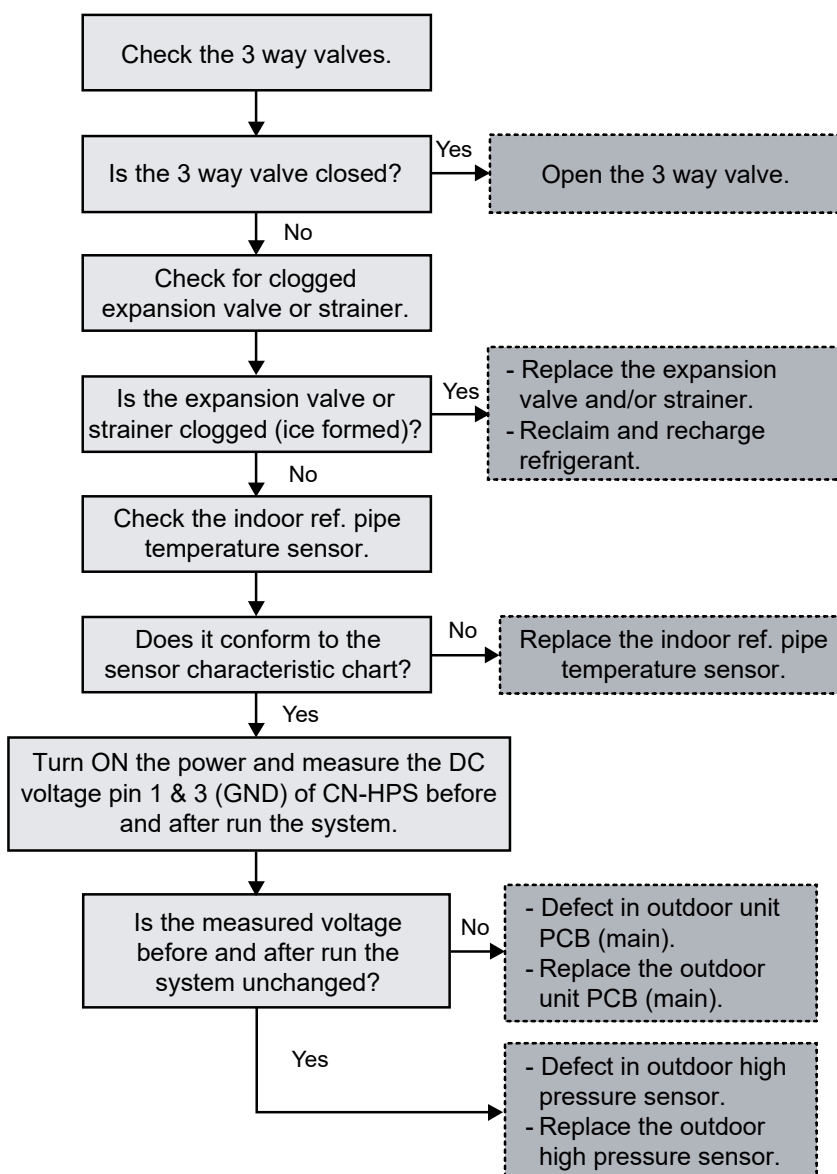 Check the 3 way valves.
Is the 3 way valve closed?
Yes
Open the 3 way valve.
No
Check for clogged
expansion valve or strainer.
Is the expansion valve or
strainer clogged (ice formed)?
Yes
- Replace the expansion
valve and/or strainer.
- Reclaim and recharge
refrigerant.
No
Check the indoor ref. pipe
temperature sensor.
Does it conform to the
sensor characteristic chart?
No
Replace the indoor ref. pipe
temperature sensor.
Yes
Turn ON the power and measure the DC
voltage pin 1 & 3 (GND) of CN-HPS before
and after run the system.
Is the measured voltage
before and after run the
system unchanged?
No
- Defect in outdoor unit
PCB (main).
- Replace the outdoor
unit PCB (main).
Yes
- Defect in outdoor high
pressure sensor.
- Replace the outdoor
high pressure sensor.